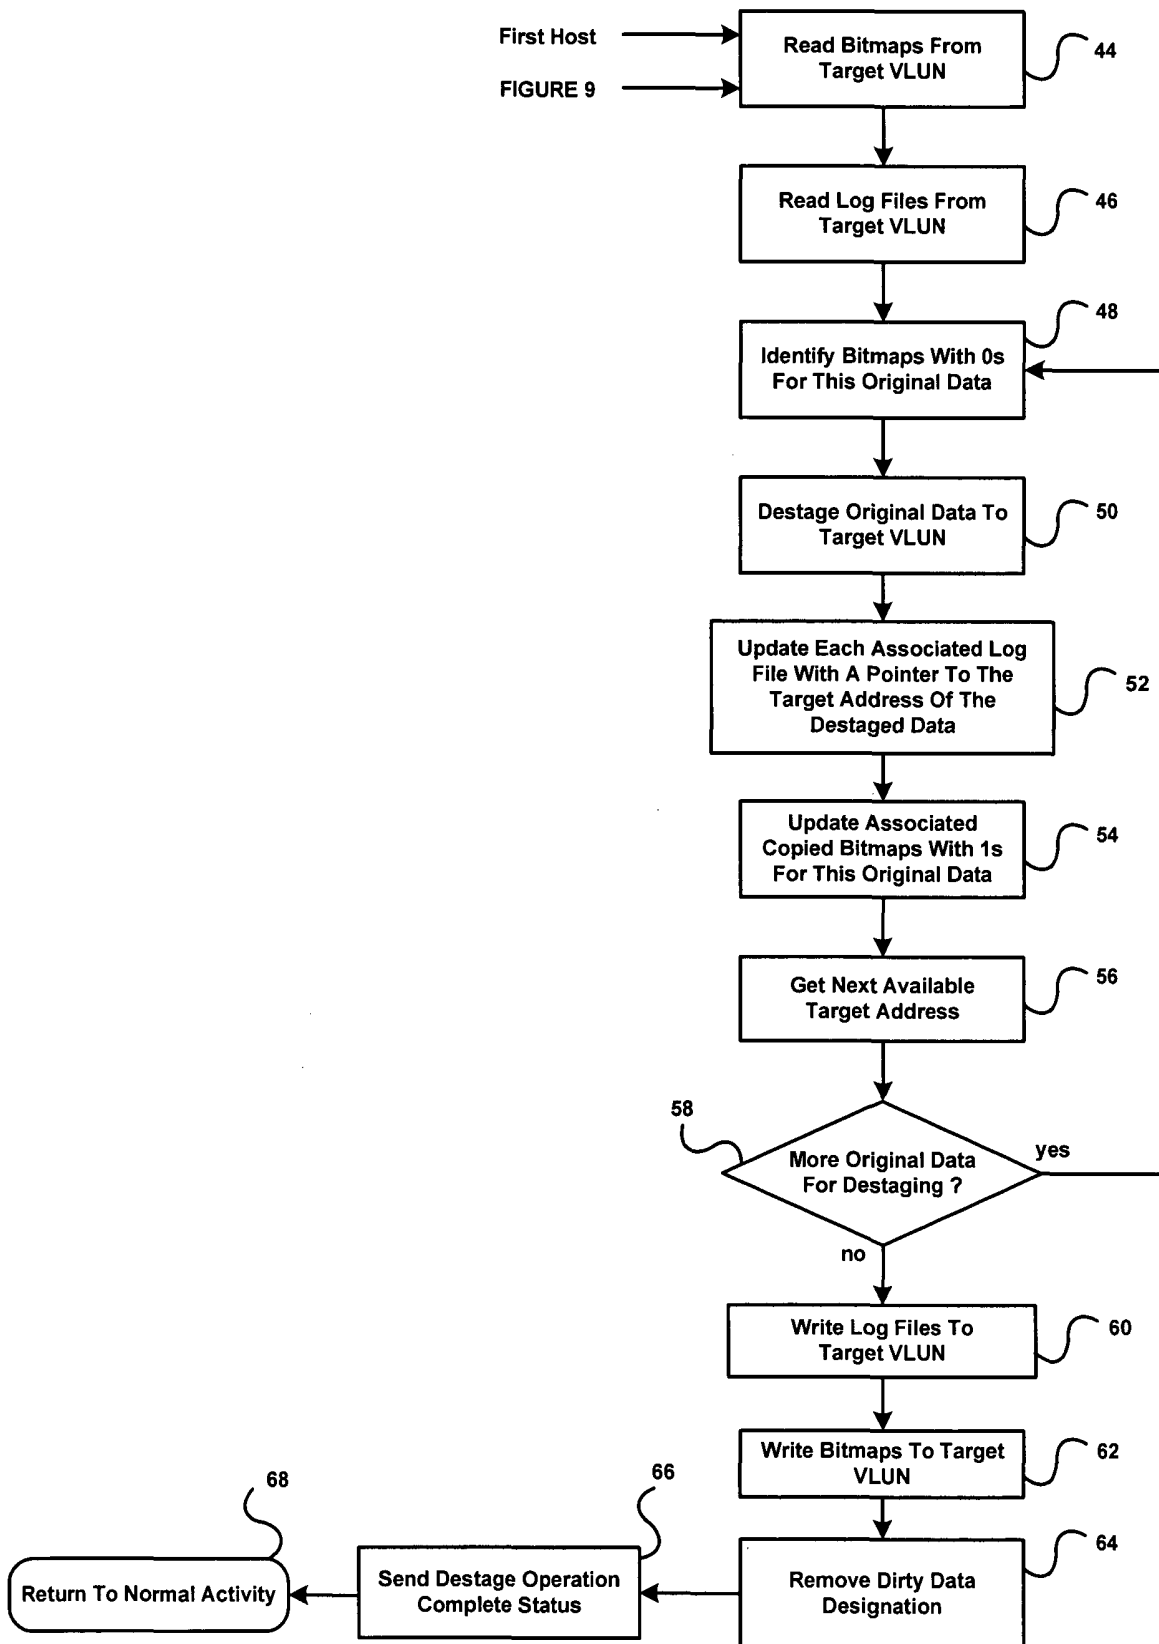 First Host
FIGURE 9
Read Bitmaps From
Target VLUN
44
Read Log Files From
Target VLUN
46
Identify Bitmaps With 0s
For This Original Data
48
Destage Original Data To
Target VLUN
50
Update Each Associated Log
File With A Pointer To The
Target Address Of The
Destaged Data
52
Update Associated
Copied Bitmaps With 1s
For This Original Data
54
Get Next Available
Target Address
56
58
More Original Data
For Destaging ?
yes
no
Write Log Files To
Target VLUN
60
Write Bitmaps To Target
VLUN
62
Remove Dirty Data
Designation
64
Send Destage Operation
Complete Status
66
Return To Normal Activity
68